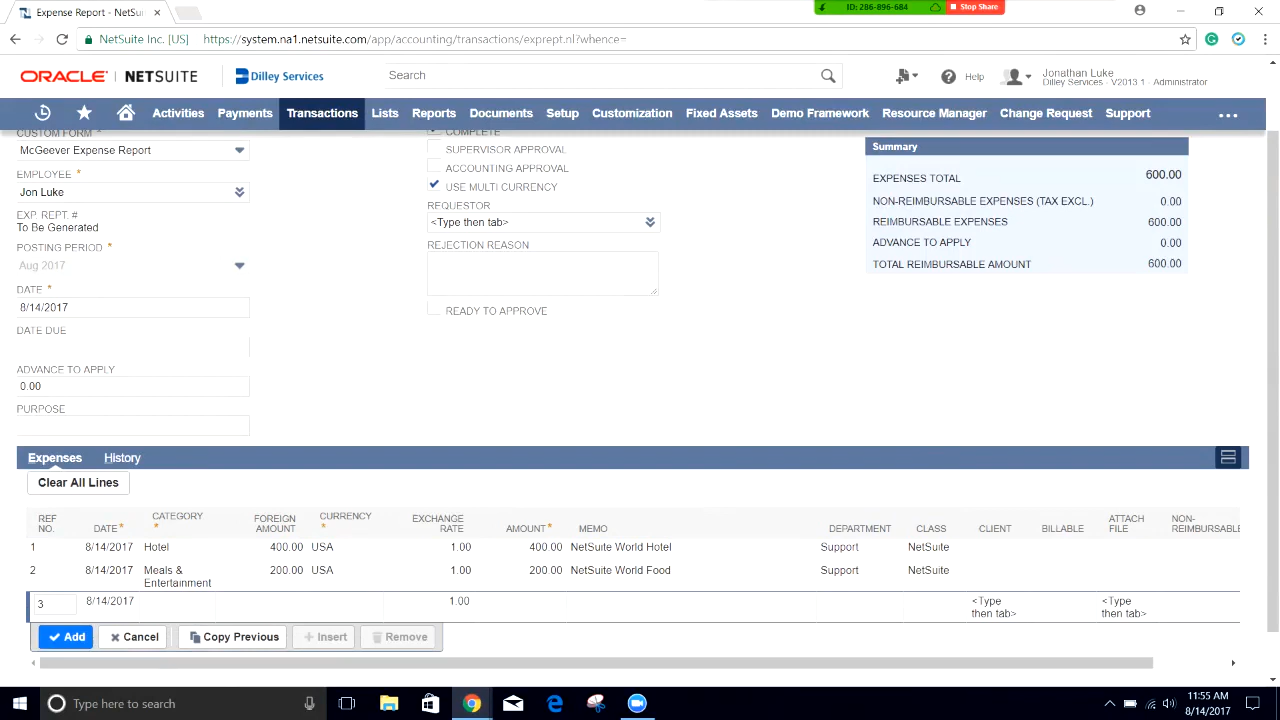 Expense Report - NetSui
ID: 286-896-684
Stop Share
NetSuite Inc. [US]
https://system.na1.netsuite.com/app/accounting/transactions/exprept.nl?whence=
ORACLE | NETSUITE
Dilley Services
Search
Help
Jonathan Luke
Dilley Services - V2013.1 - Administrator
Activities Payments Transactions Lists Reports Documents Setup Customization Fixed Assets Demo Framework Resource Manager Change Request Support
CUSTOM FORM *
McGeever Expense Report
EMPLOYEE *
Jon Luke
EXP. REPT. #
To Be Generated
POSTING PERIOD *
Aug 2017
DATE *
8/14/2017
DATE DUE
ADVANCE TO APPLY
0.00
PURPOSE
COMPLETE
SUPERVISOR APPROVAL
ACCOUNTING APPROVAL
USE MULTI CURRENCY
REQUESTOR
<Type then tab>
REJECTION REASON
READY TO APPROVE
Summary
EXPENSES TOTAL 600.00
NON-REIMBURSABLE EXPENSES (TAX EXCL.) 0.00
REIMBURSABLE EXPENSES 600.00
ADVANCE TO APPLY 0.00
TOTAL REIMBURSABLE AMOUNT 600.00
Expenses History
Clear All Lines
REF NO. DATE* CATEGORY * FOREIGN AMOUNT CURRENCY * EXCHANGE RATE AMOUNT* MEMO DEPARTMENT CLASS CLIENT BILLABLE ATTACH FILE NON-REIMBURSABLE
1 8/14/2017 Hotel 400.00 USA 1.00 400.00 NetSuite World Hotel Support NetSuite
2 8/14/2017 Meals & Entertainment 200.00 USA 1.00 200.00 NetSuite World Food Support NetSuite
3 8/14/2017 1.00 <Type then tab> <Type then tab>
Add Cancel Copy Previous + Insert Remove
Type here to search
11:55 AM
8/14/2017